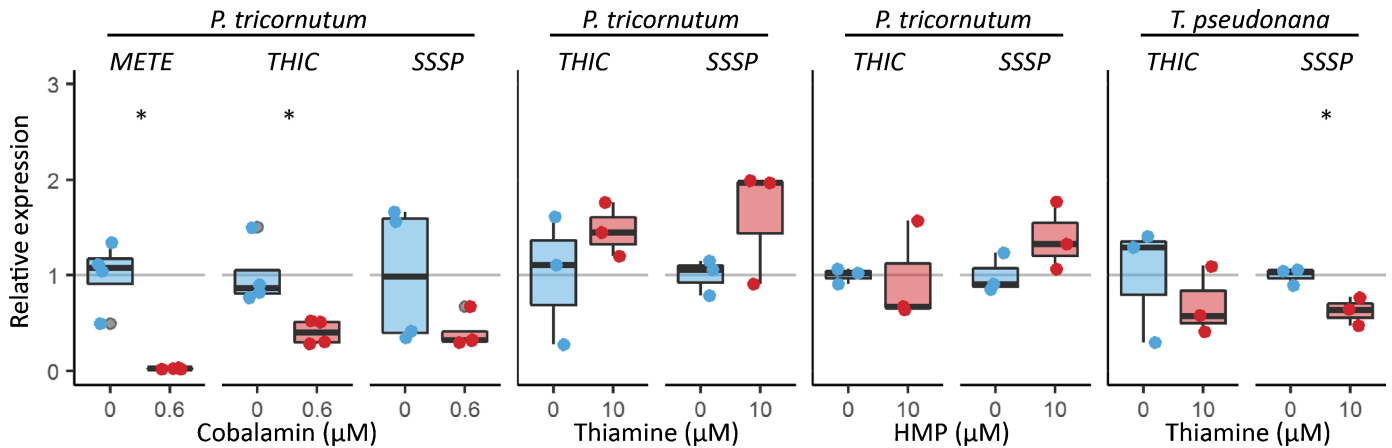 P. tricornutum P. tricornutum P. tricornutum T. pseudonana
METE THIC SSSP THIC SSSP THIC SSSP THIC SSSP
3
* * *
2
1
0
Relative expression
0 0.6 0 0.6 0 0.6 0 10 0 10 0 10 0 10 0 10 0 10
Cobalamin (μM) Thiamine (μM) HMP (μM) Thiamine (μM)